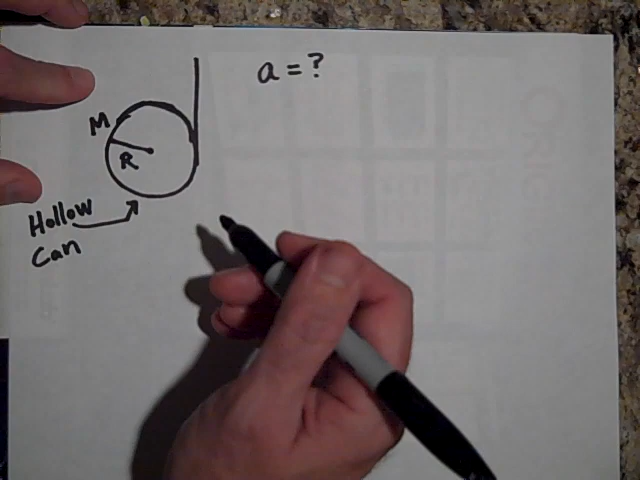 a = ?
M
R
Hollow
Can